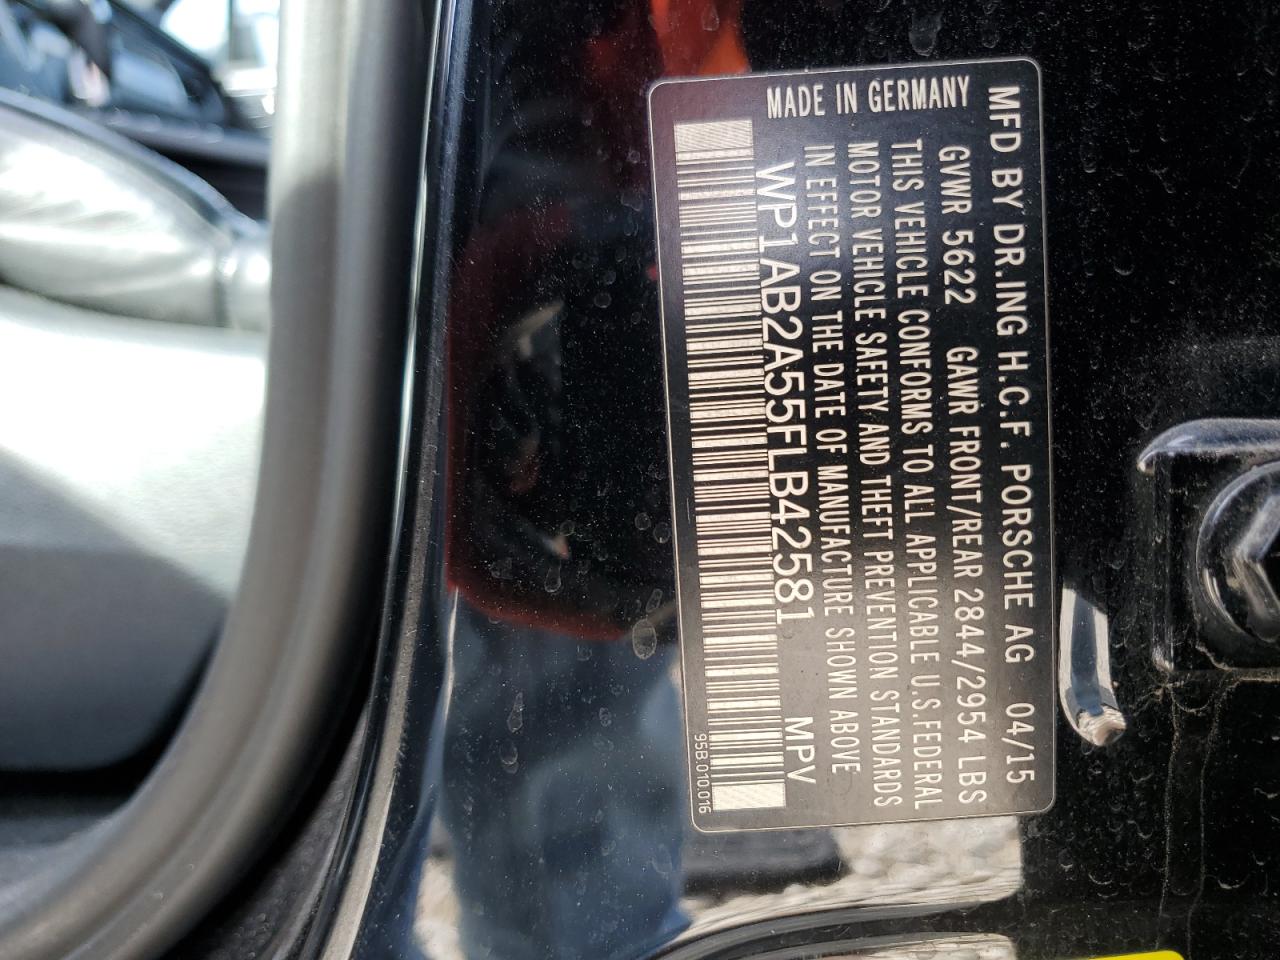 MFD BY DR.ING H.C.F. PORSCHE AG 04/15
GVWR 5622 GAWR FRONT/REAR 2844/2954 LBS
THIS VEHICLE CONFORMS TO ALL APPLICABLE U.S.FEDERAL
MOTOR VEHICLE SAFETY AND THEFT PREVENTION STANDARDS
IN EFFECT ON THE DATE OF MANUFACTURE SHOWN ABOVE
MADE IN GERMANY
WP1AB2A55FLB42581 MPV
95B.010.016